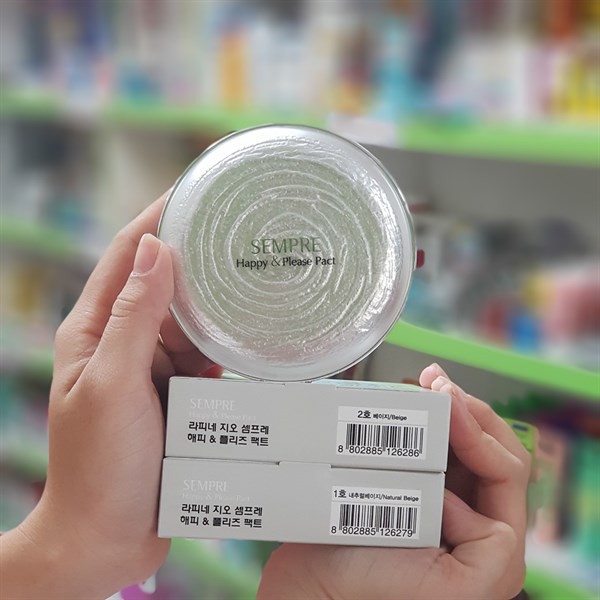 SEMPRE
Happy & Please Pact
SEMPRE
Happy & Please Pact
라피네 지오 셈프레
해피 & 플리즈 팩트
2호 베이지/Beige
8 802885 126286
SEMPRE
Happy & Please Pact
라피네 지오 셈프레
해피 & 플리즈 팩트
1호 내추럴베이지/Natural Beige
8 802885 126279